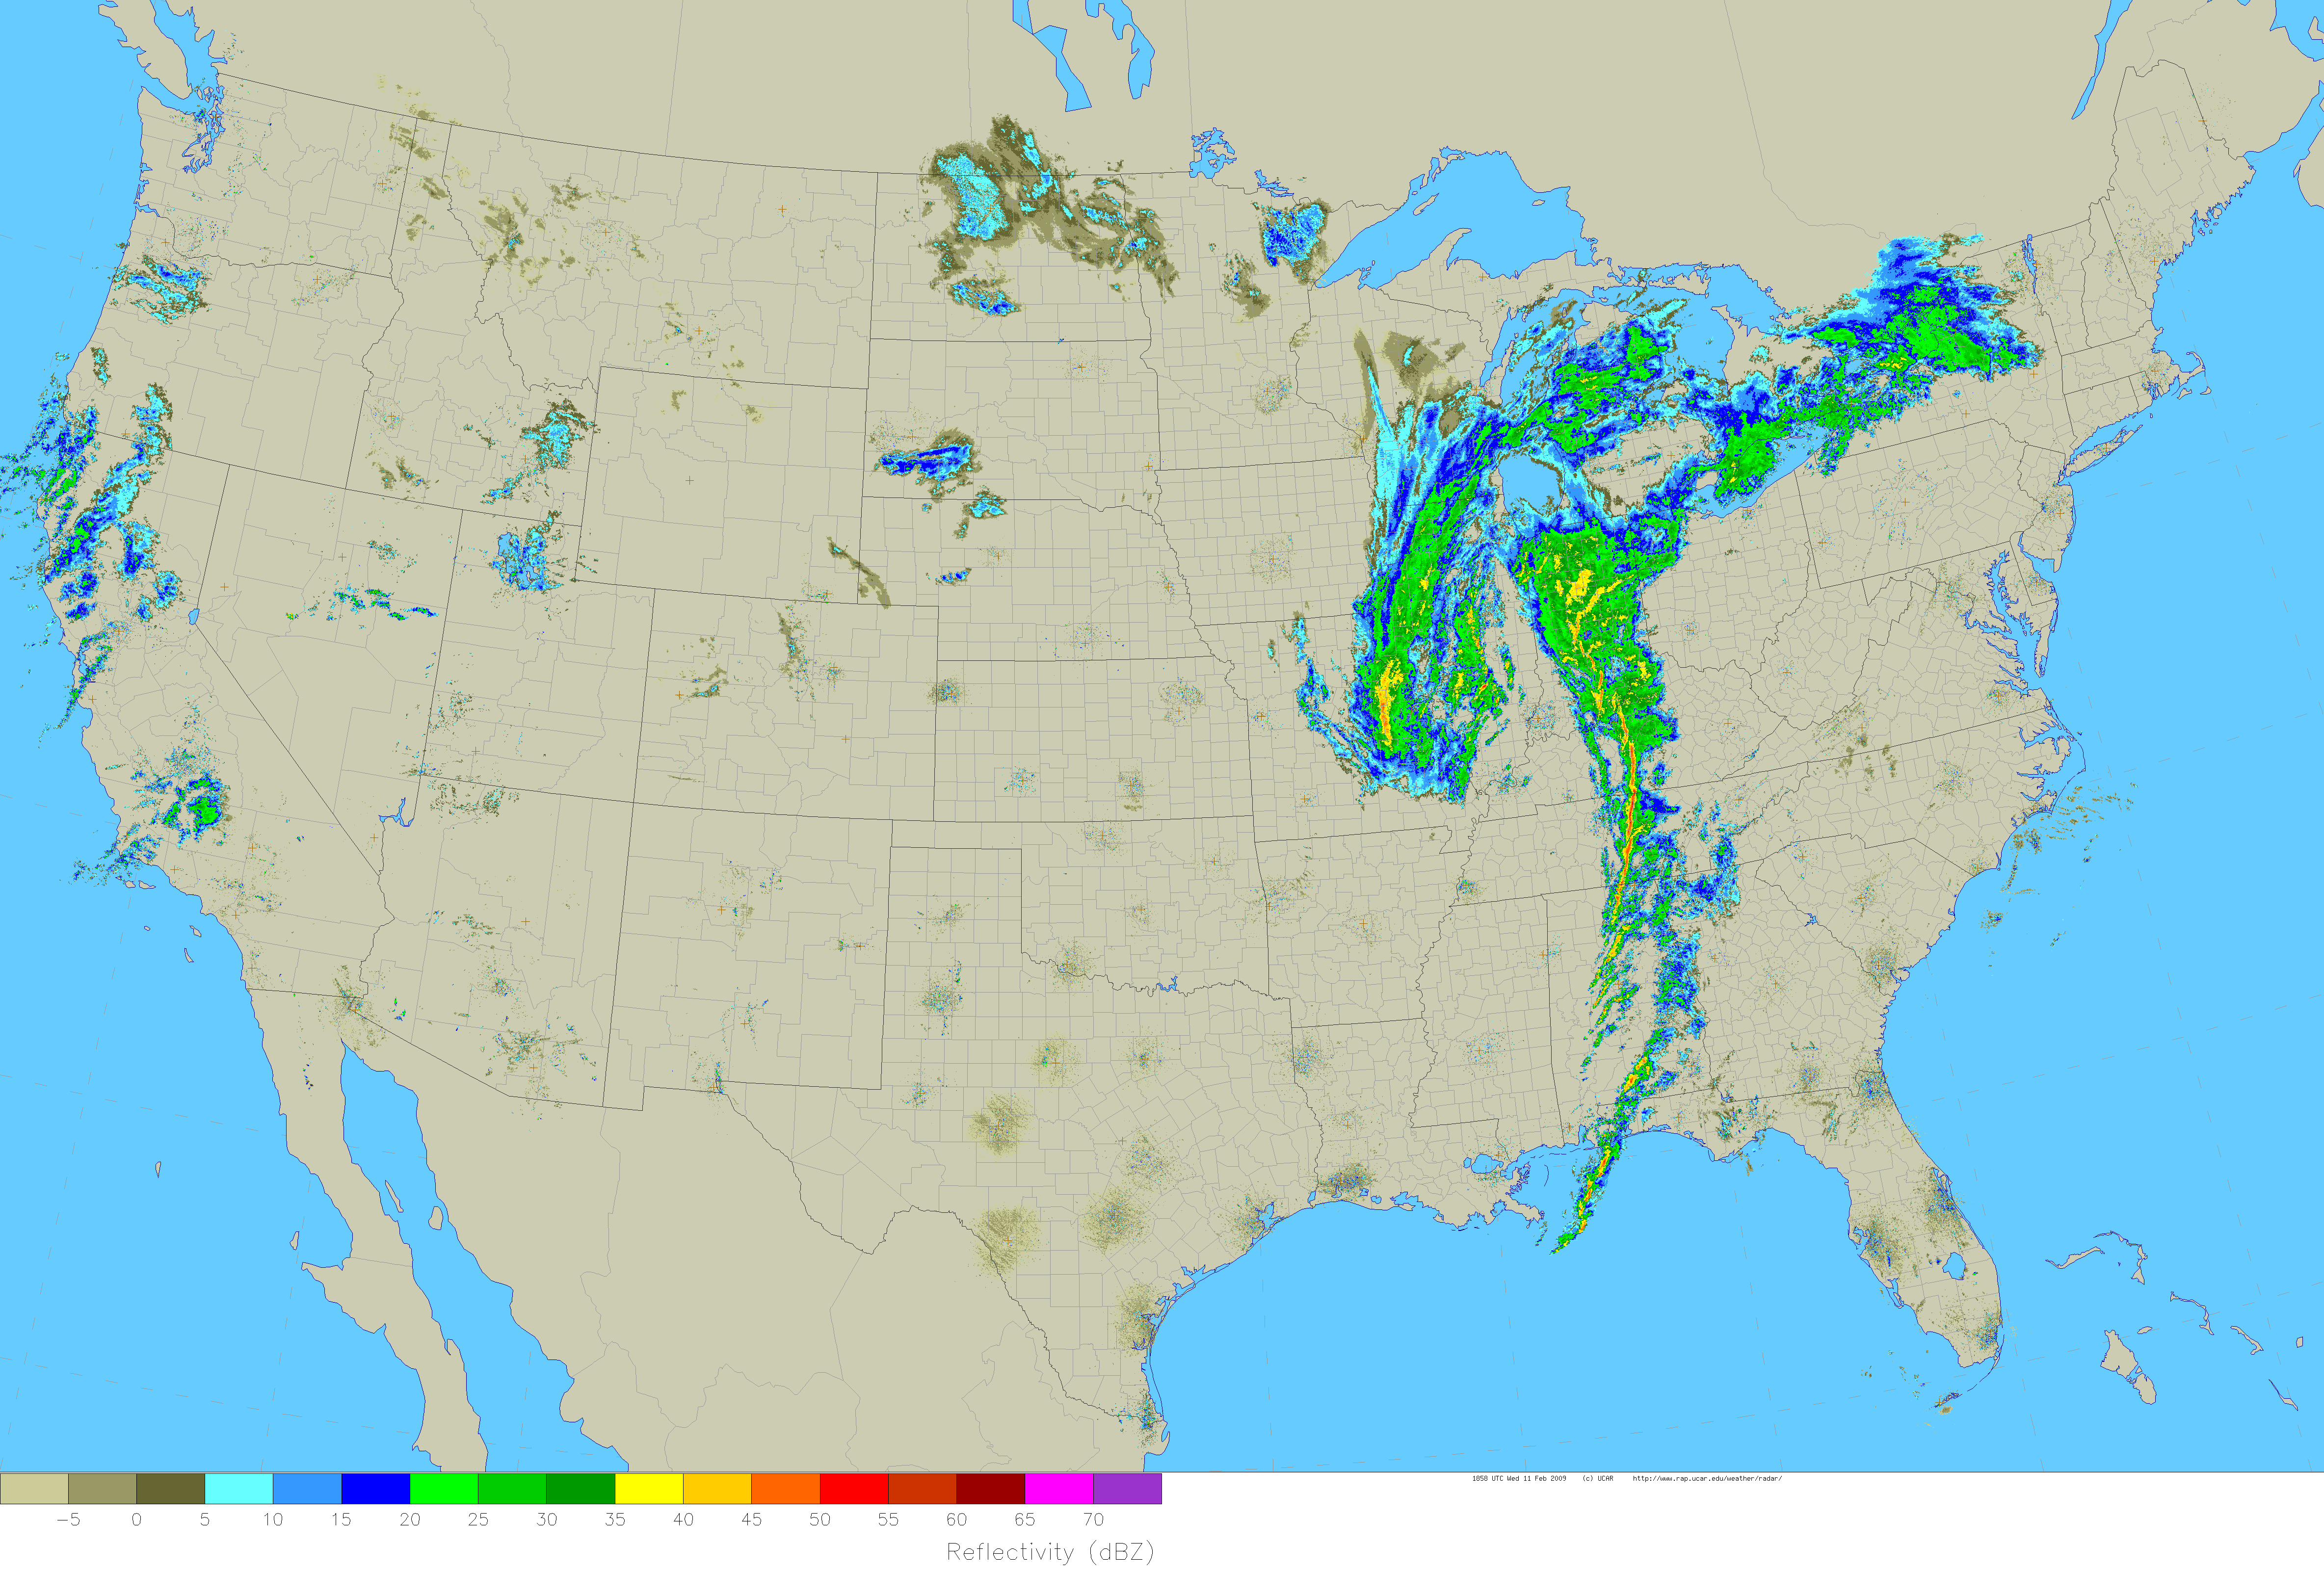 1858 UTC Wed 11 Feb 2009 (c) UCAR http://www.rap.ucar.edu/weather/radar/
-5 0 5 10 15 20 25 30 35 40 45 50 55 60 65 70
Reflectivity (dBZ)